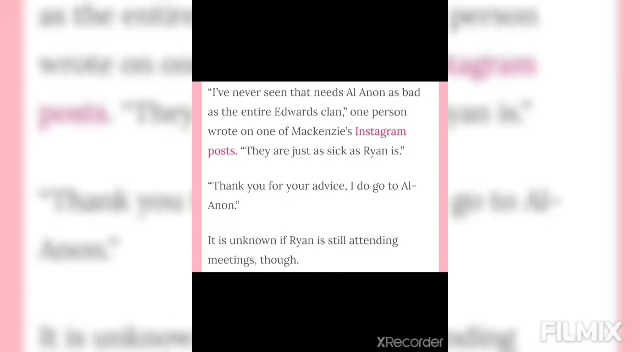 “I’ve never seen that needs Al Anon as bad
as the entire Edwards clan,” one person
wrote on one of Mackenzie’s Instagram
posts. “They are just as sick as Ryan is.”
“Thank you for your advice, I do go to Al-
Anon.”
It is unknown if Ryan is still attending
meetings, though.
XRecorder
FILMIX